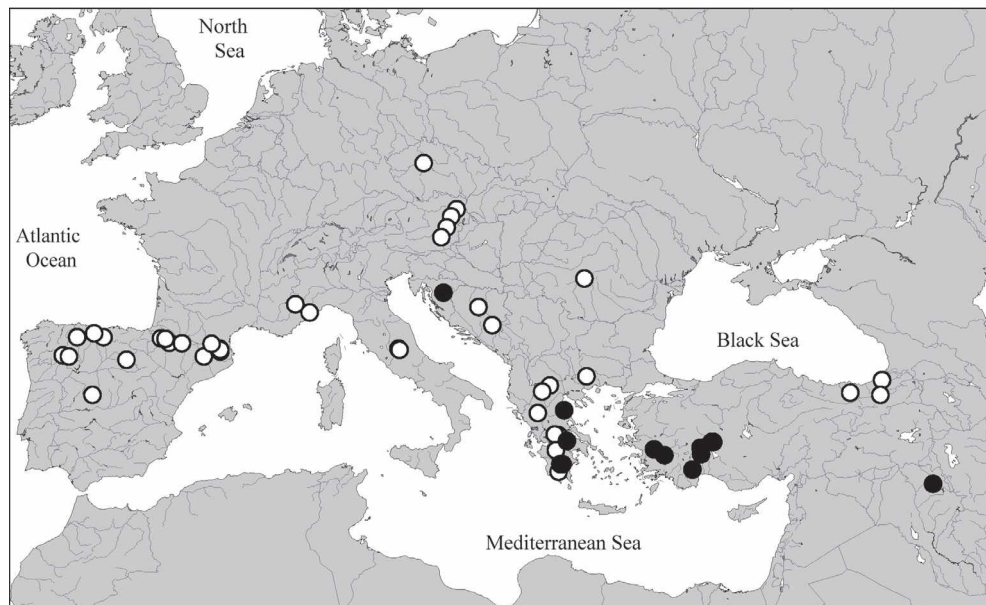 North
Sea
Atlantic
Ocean
Black Sea
Mediterranean Sea